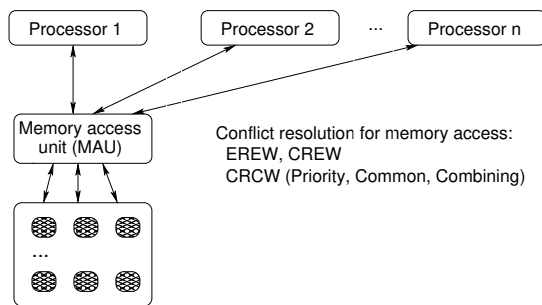 Processor 1
Processor 2
...
Processor n
Memory access
unit (MAU)
Conflict resolution for memory access:
EREW, CREW
CRCW (Priority, Common, Combining)
...